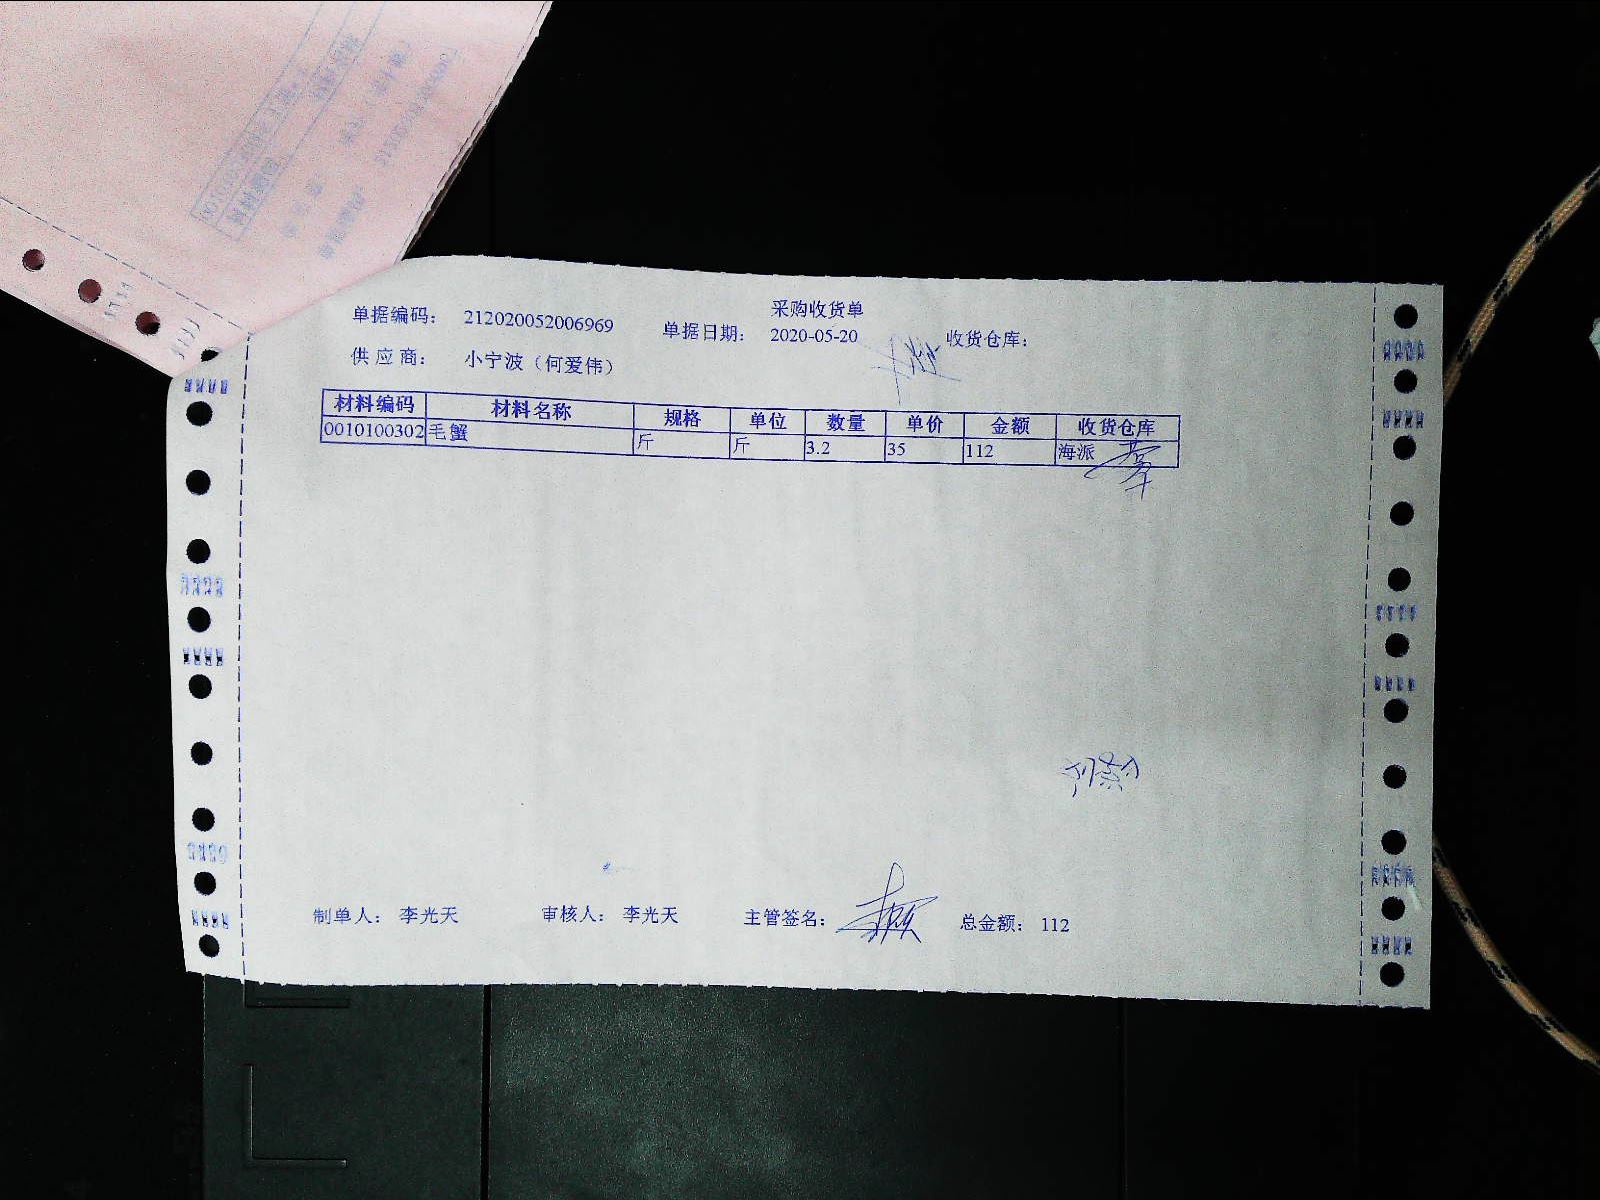 采购收货单
单据编码： 212020052006969 单据日期： 2020-05-20 收货仓库：
供 应 商： 小宁波（何爱伟）
材料编码 材料名称 规格 单位 数量 单价 金额 收货仓库
0010100302 毛蟹 斤 斤 3.2 35 112 海派
制单人： 李光天 审核人： 李光天 主管签名： 总金额： 112